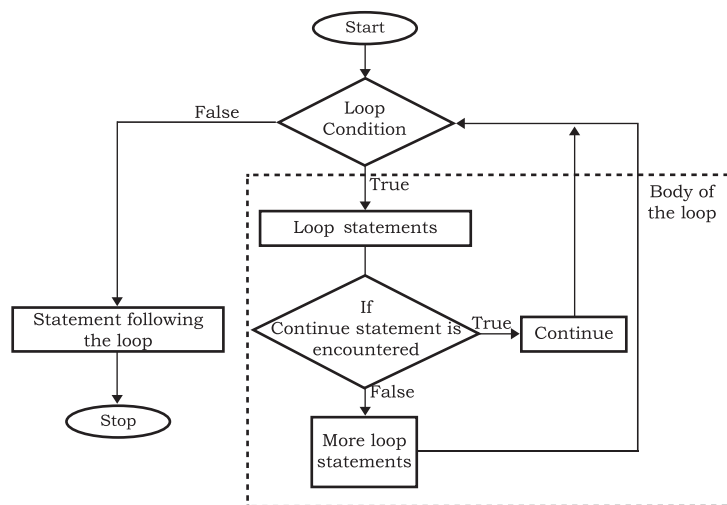 Start
Loop
Condition
False
True
Body of
the loop
Loop statements
If
Continue statement is
encountered
True
Continue
Statement following
the loop
False
Stop
More loop
statements